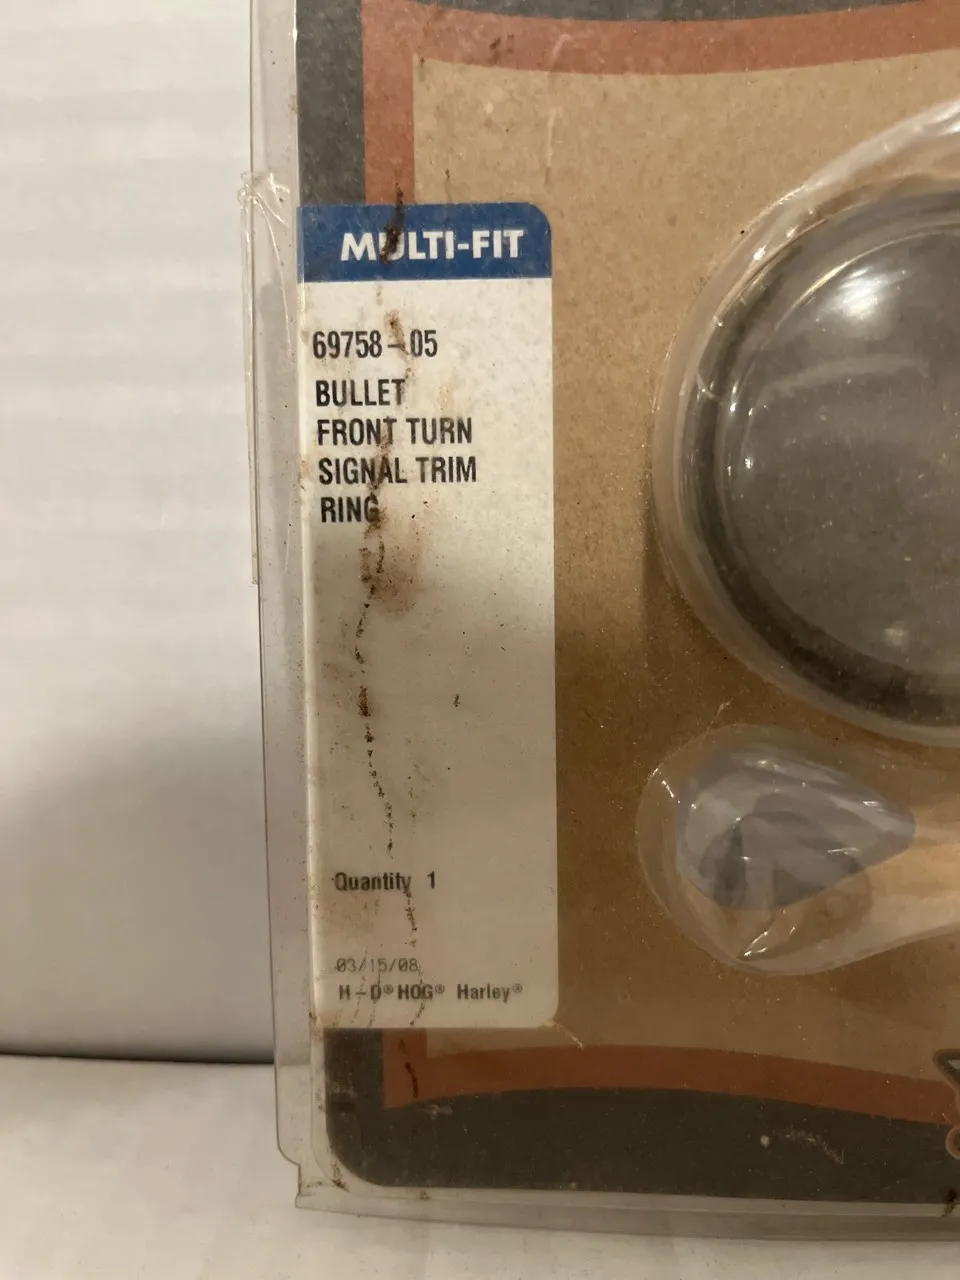 MULTI-FIT
69758-05
BULLET
FRONT TURN
SIGNAL TRIM
RING
Quantity 1
03/15/08
H-D® HOG® Harley®